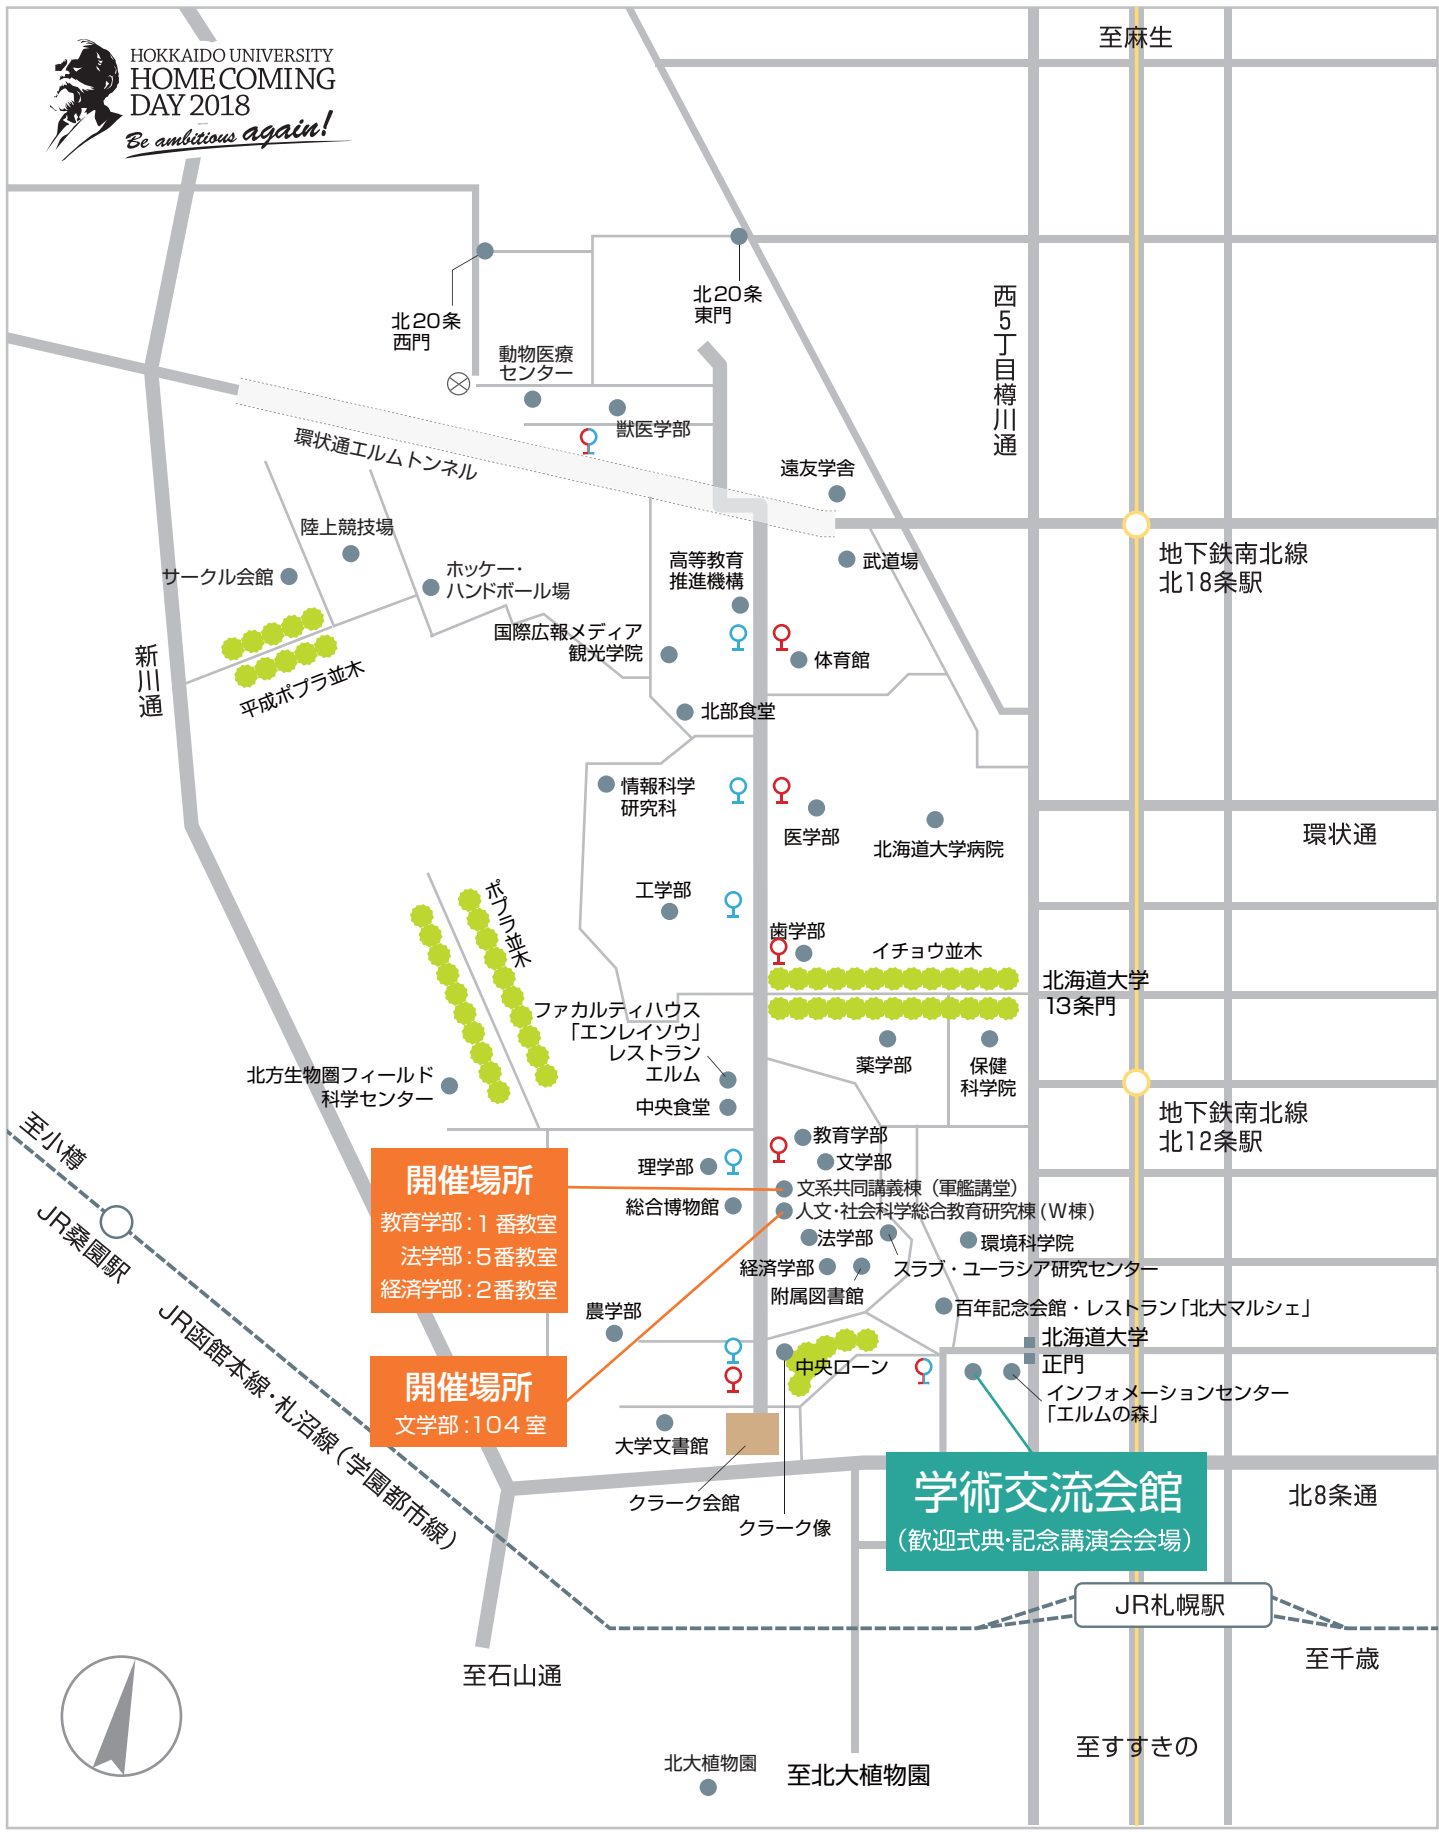 HOKKAIDO UNIVERSITY
HOME COMING
DAY 2018
Be ambitious again!
至麻生
北20条
西門
北20条
東門
西5丁目樽川通
動物医療
センター
獣医学部
環状通エルムトンネル
遠友学舎
陸上競技場
サークル会館
ホッケー・
ハンドボール場
高等教育
推進機構
武道場
地下鉄南北線
北18条駅
国際広報メディア
観光学院
体育館
新川通
平成ポプラ並木
北部食堂
情報科学
研究科
医学部
北海道大学病院
環状通
工学部
ポプラ並木
歯学部
イチョウ並木
北海道大学
13条門
ファカルティハウス
「エンレイソウ」
レストラン
エルム
薬学部
保健
科学院
北方生物圏フィールド
科学センター
中央食堂
地下鉄南北線
北12条駅
至小樽
JR桑園駅
教育学部
文学部
理学部
文系共同講義棟（軍艦講堂）
総合博物館
人文・社会科学総合教育研究棟(W棟)
開催場所
教育学部：1 番教室
法学部：5番教室
経済学部：2番教室
法学部
環境科学院
経済学部
スラブ・ユーラシア研究センター
附属図書館
農学部
百年記念会館・レストラン「北大マルシェ」
北海道大学
正門
中央ローン
開催場所
文学部：104 室
インフォメーションセンター
「エルムの森」
JR函館本線・札沼線（学園都市線）
大学文書館
クラーク会館
クラーク像
学術交流会館
（歓迎式典・記念講演会会場）
北8条通
JR札幌駅
至石山通
至千歳
至すすきの
北大植物園
至北大植物園